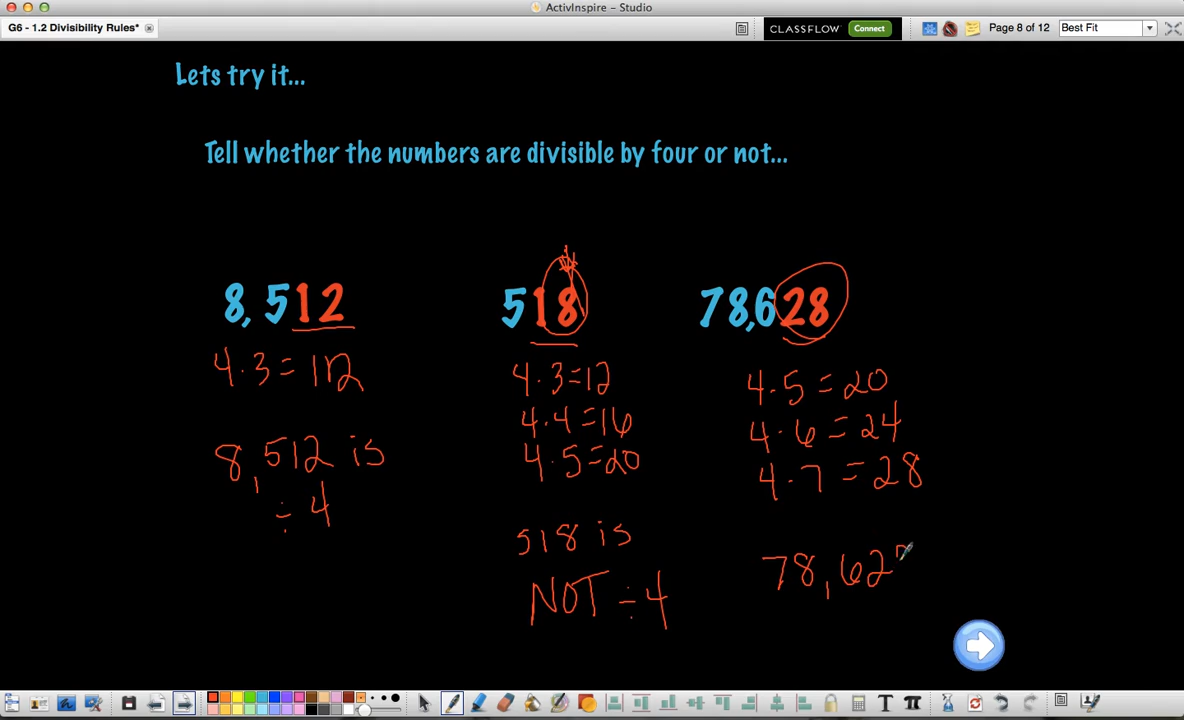 ActivInspire - Studio
G6 - 1.2 Divisibility Rules*
CLASSFLOW Connect
Page 8 of 12
Best Fit
Lets try it...
Tell whether the numbers are divisible by four or not...
8,512 518 78,628
4·3=12
8,512 is
÷4
4·3=12
4·4=16
4·5=20
518 is
NOT ÷4
4·5=20
4·6=24
4·7=28
78,62
T π